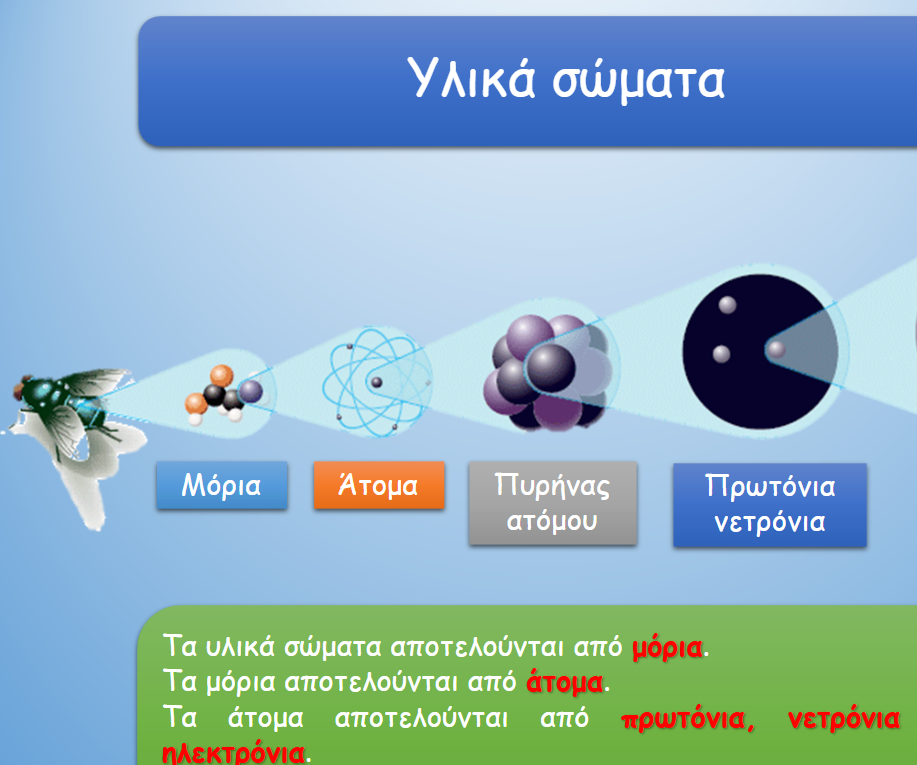 Υλικά σώματα
Μόρια
Άτομα
Πυρήνας
ατόμου
Πρωτόνια
νετρόνια
Τα υλικά σώματα αποτελούνται από μόρια.
Τα μόρια αποτελούνται από άτομα.
Τα άτομα αποτελούνται από πρωτόνια, νετρόνια
ηλεκτρόνια.